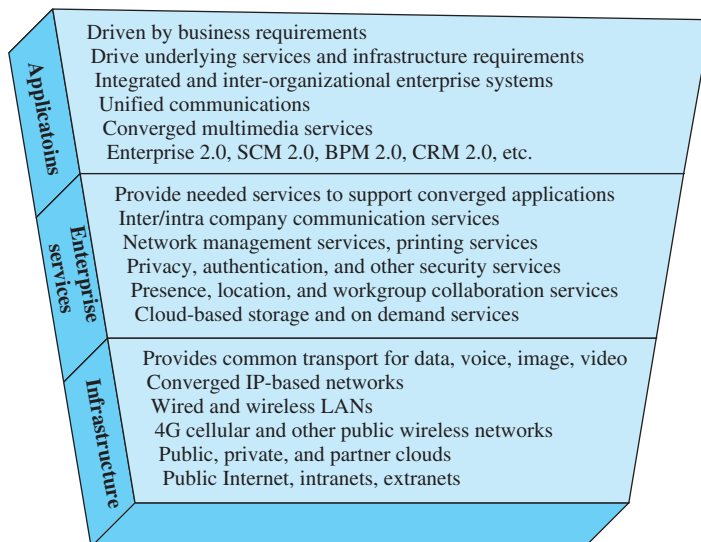 Applicatoins
Driven by business requirements
Drive underlying services and infrastructure requirements
Integrated and inter-organizational enterprise systems
Unified communications
Converged multimedia services
Enterprise 2.0, SCM 2.0, BPM 2.0, CRM 2.0, etc.
Enterprise
services
Provide needed services to support converged applications
Inter/intra company communication services
Network management services, printing services
Privacy, authentication, and other security services
Presence, location, and workgroup collaboration services
Cloud-based storage and on demand services
Infrastructure
Provides common transport for data, voice, image, video
Converged IP-based networks
Wired and wireless LANs
4G cellular and other public wireless networks
Public, private, and partner clouds
Public Internet, intranets, extranets